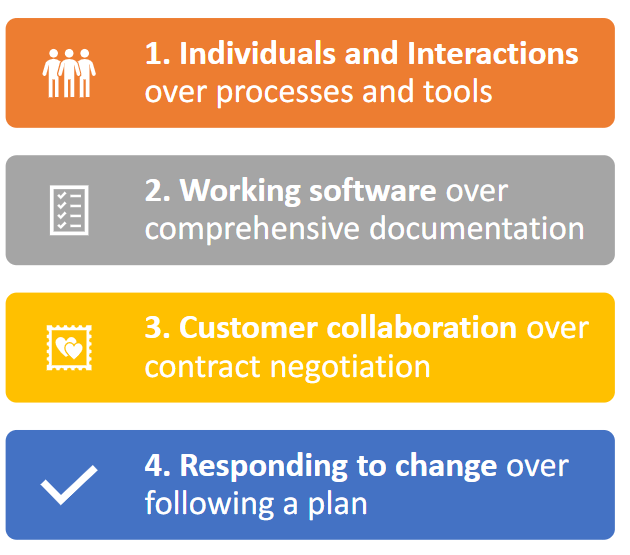 1. Individuals and Interactions
over processes and tools
2. Working software over
comprehensive documentation
3. Customer collaboration over
contract negotiation
4. Responding to change over
following a plan